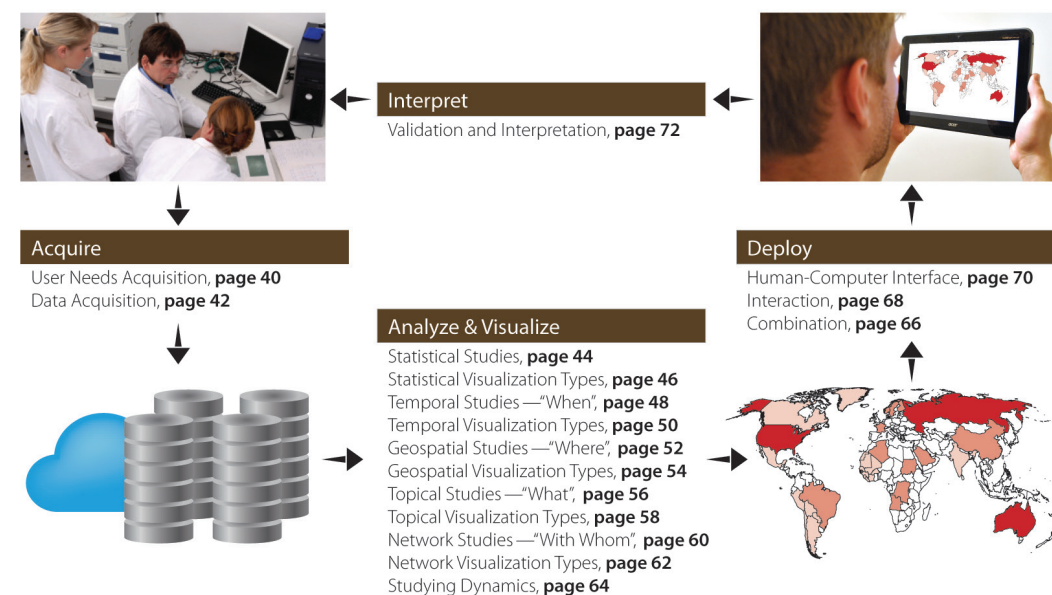 Interpret
Validation and Interpretation, page 72
Acquire
User Needs Acquisition, page 40
Data Acquisition, page 42
Analyze & Visualize
Statistical Studies, page 44
Statistical Visualization Types, page 46
Temporal Studies—“When”, page 48
Temporal Visualization Types, page 50
Geospatial Studies—“Where”, page 52
Geospatial Visualization Types, page 54
Topical Studies—“What”, page 56
Topical Visualization Types, page 58
Network Studies—“With Whom”, page 60
Network Visualization Types, page 62
Studying Dynamics, page 64
Deploy
Human-Computer Interface, page 70
Interaction, page 68
Combination, page 66
acer